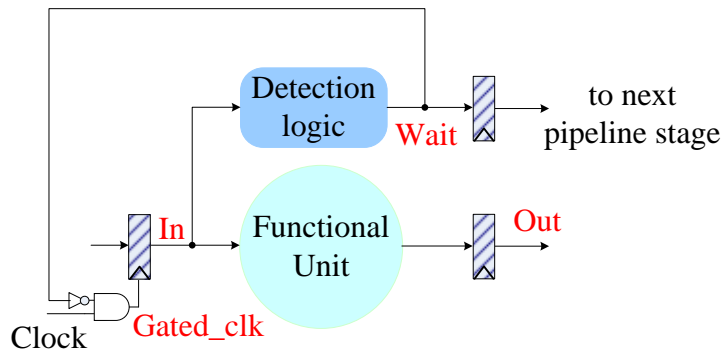 Detection
logic
Wait
to next
pipeline stage
In
Functional
Unit
Out
Clock
Gated_clk